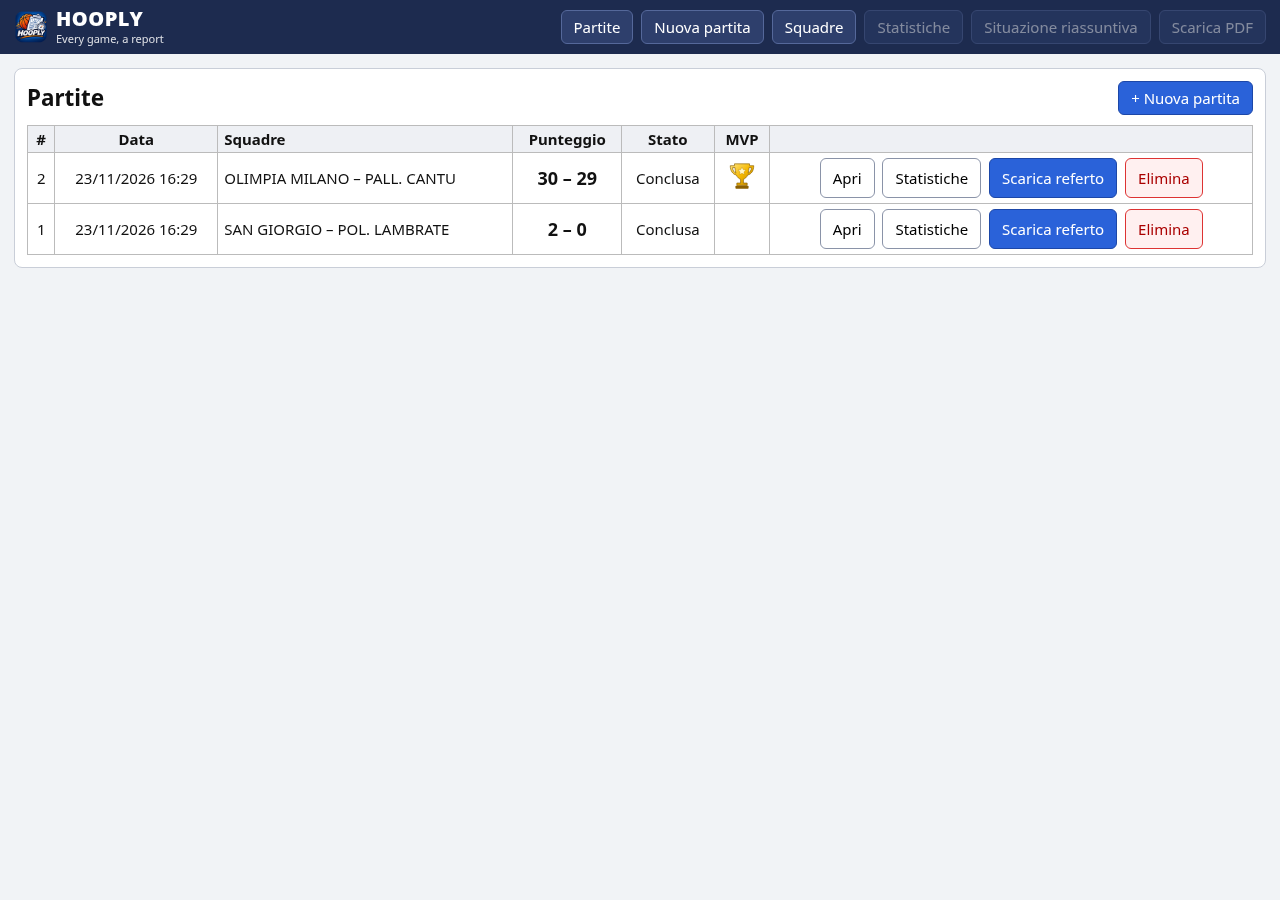 HOOPLY
Every game, a report
Partite Nuova partita Squadre Statistiche Situazione riassuntiva Scarica PDF
Partite
+ Nuova partita
# Data Squadre Punteggio Stato MVP
2 23/11/2026 16:29 OLIMPIA MILANO – PALL. CANTU 30 – 29 Conclusa Apri Statistiche Scarica referto Elimina
1 23/11/2026 16:29 SAN GIORGIO – POL. LAMBRATE 2 – 0 Conclusa Apri Statistiche Scarica referto Elimina